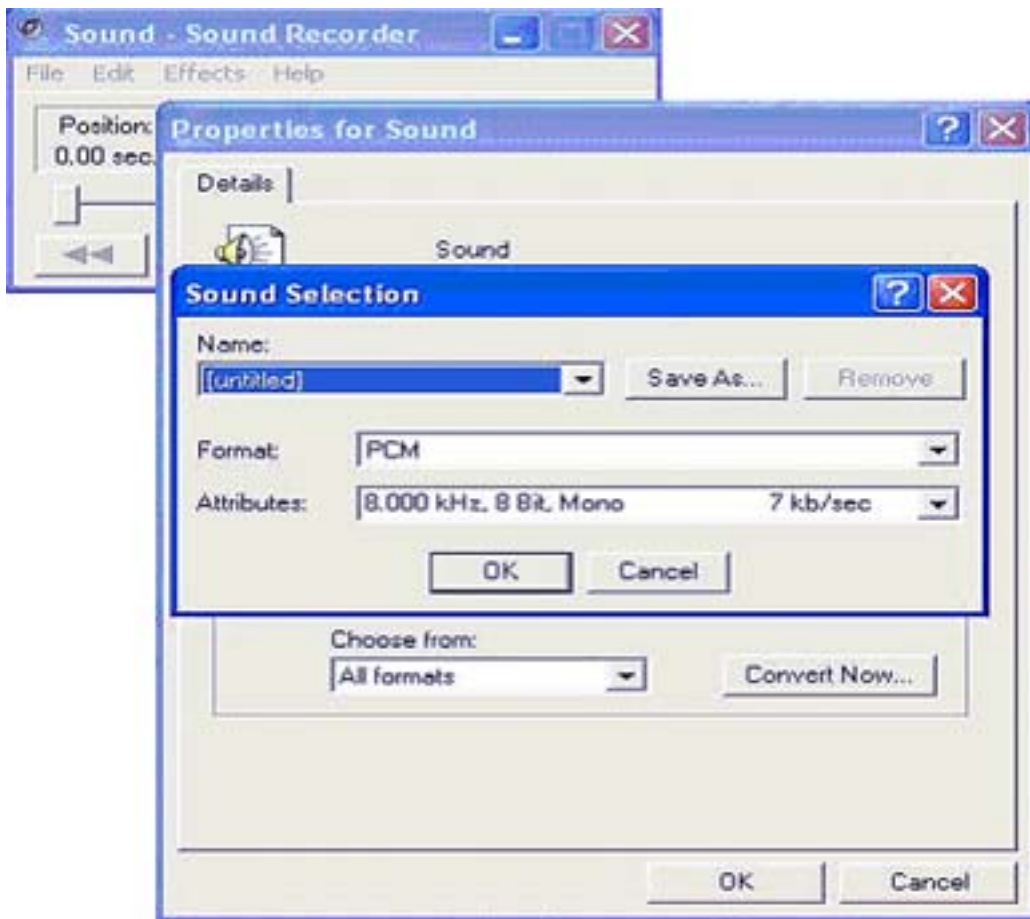 Sound - Sound Recorder
File Edit Effects Help
Position:
0.00 sec.
Properties for Sound
Details
Sound
Sound Selection
Name:
[untitled]
Save As...
Remove
Format:
PCM
Attributes:
8.000 kHz, 8 Bit, Mono 7 kb/sec
OK
Cancel
Choose from:
All formats
Convert Now...
OK
Cancel